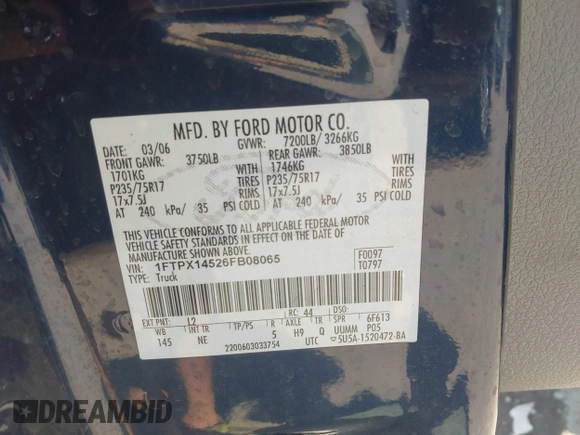 MFD. BY FORD MOTOR CO.
DATE: 03/06 GVWR: 7200LB/ 3266KG
FRONT GAWR: 3750LB REAR GAWR: 3850LB
1701KG 1746KG
P235/75R17 TIRES P235/75R17 TIRES
17x7.5J RIMS 17x7.5J RIMS
AT 240 kPa/ 35 PSI COLD AT 240 kPa/ 35 PSI COLD
THIS VEHICLE CONFORMS TO ALL APPLICABLE FEDERAL MOTOR
VEHICLE SAFETY STANDARDS IN EFFECT ON THE DATE OF
MANUFACTURE SHOWN ABOVE.
VIN: 1FTPX14526FB08065 F0097
TYPE: Truck T0797
EXT PNT: L2 RC: 44 DSO:
WB INT TR TP/PS R AXLE TR SPR 6F613
145 NE 5 H9 Q UUMM P05
2200603033754 UTC ▽5U5A-1520472-BA
DREAMBID